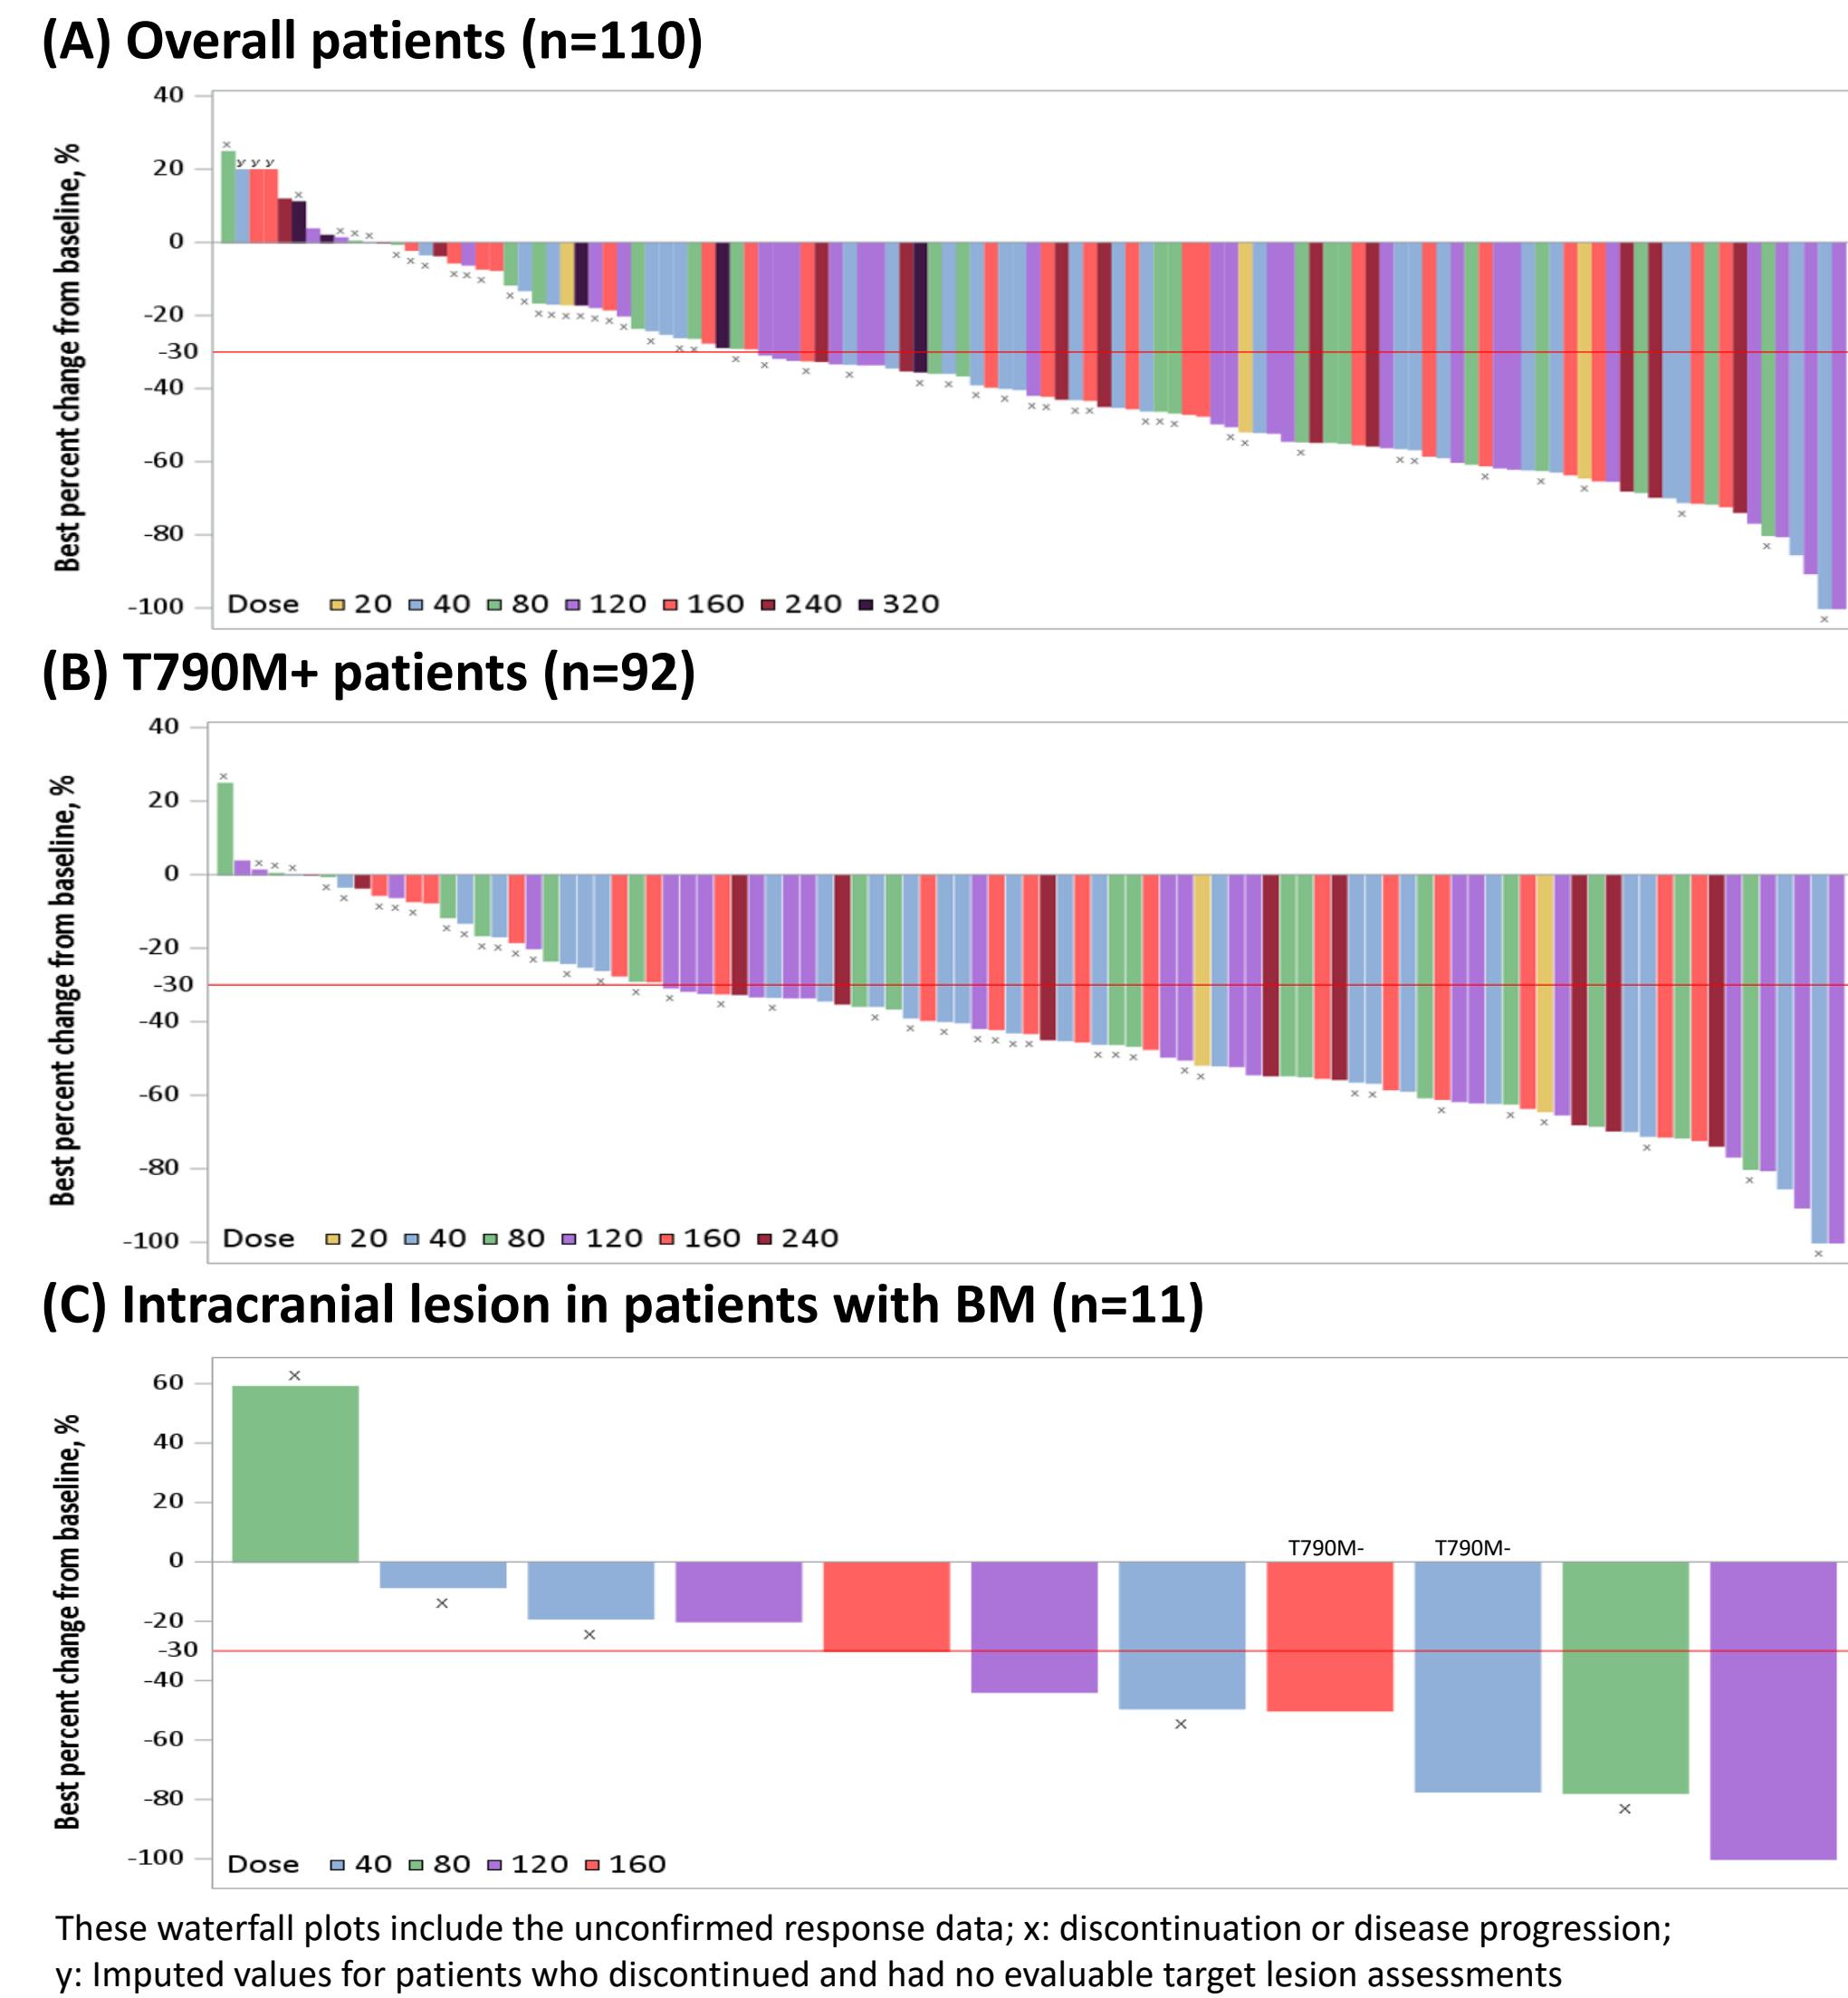 (A) Overall patients (n=110)
Best percent change from baseline, %
40
20
0
-20
-30
-40
-60
-80
-100
x
y y y
x
x x x
x x x
x x x
x x
x x x x x x x
x
x x
x
x
x
x
x
x
x
x
x x
x x
x x x
x x
x
x x
x
x
x
x
x
x
Dose 20 40 80 120 160 240 320
(B) T790M+ patients (n=92)
Best percent change from baseline, %
40
20
0
-20
-30
-40
-60
-80
-100
x
x x x
x x
x x x
x x x x x x
x
x
x
x
x
x
x
x
x
x x x x
x x x
x x
x x
x
x
x
x
x
x
Dose 20 40 80 120 160 240
(C) Intracranial lesion in patients with BM (n=11)
Best percent change from baseline, %
60
40
20
0
-20
-30
-40
-60
-80
-100
x
T790M- T790M-
x
x
x
x
Dose 40 80 120 160
These waterfall plots include the unconfirmed response data; x: discontinuation or disease progression;
y: Imputed values for patients who discontinued and had no evaluable target lesion assessments